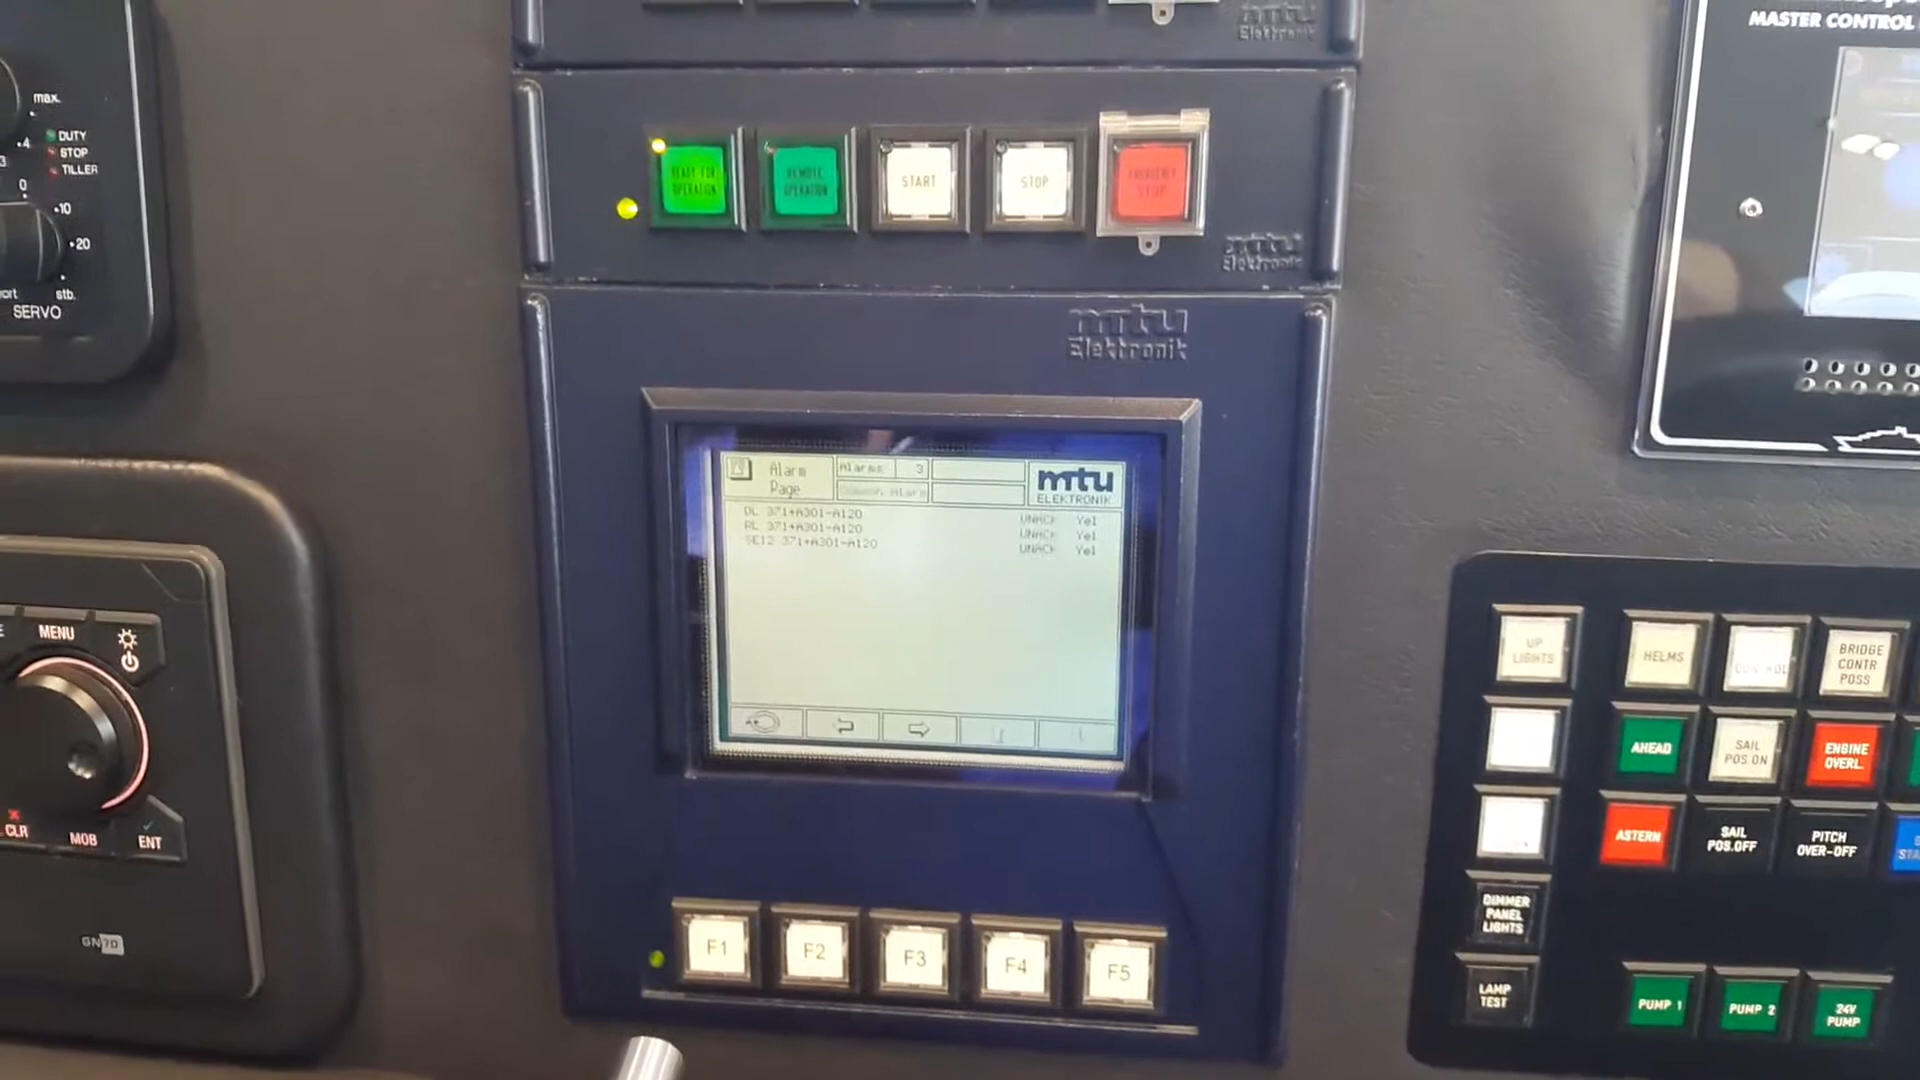 mtu
Elektronik
MASTER CONTROL
max.
4
3
0
10
20
DUTY
STOP
TILLER
stb.
SERVO
READY FOR
OPERATION
REMOTE
OPERATION
START
STOP
EMERGENCY
STOP
mtu
Elektronik
mtu
Elektronik
Alarm
Page
Alarms 3
Common Alarm
mtu
ELEKTRONIK
DL 371+A301-A120 UNACK Yel
RL 371+A301-A120 UNACK Yel
SE12 371+A301-A120 UNACK Yel
F1 F2 F3 F4 F5
MENU
CLR
MOB
ENT
GN70
UP
LIGHTS
HELMS
CONTROL
BRIDGE
CONTR
POSS
AHEAD
SAIL
POS ON
ENGINE
OVERL.
ASTERN
SAIL
POS.OFF
PITCH
OVER-OFF
DIMMER
PANEL
LIGHTS
LAMP
TEST
PUMP 1
PUMP 2
24V
PUMP